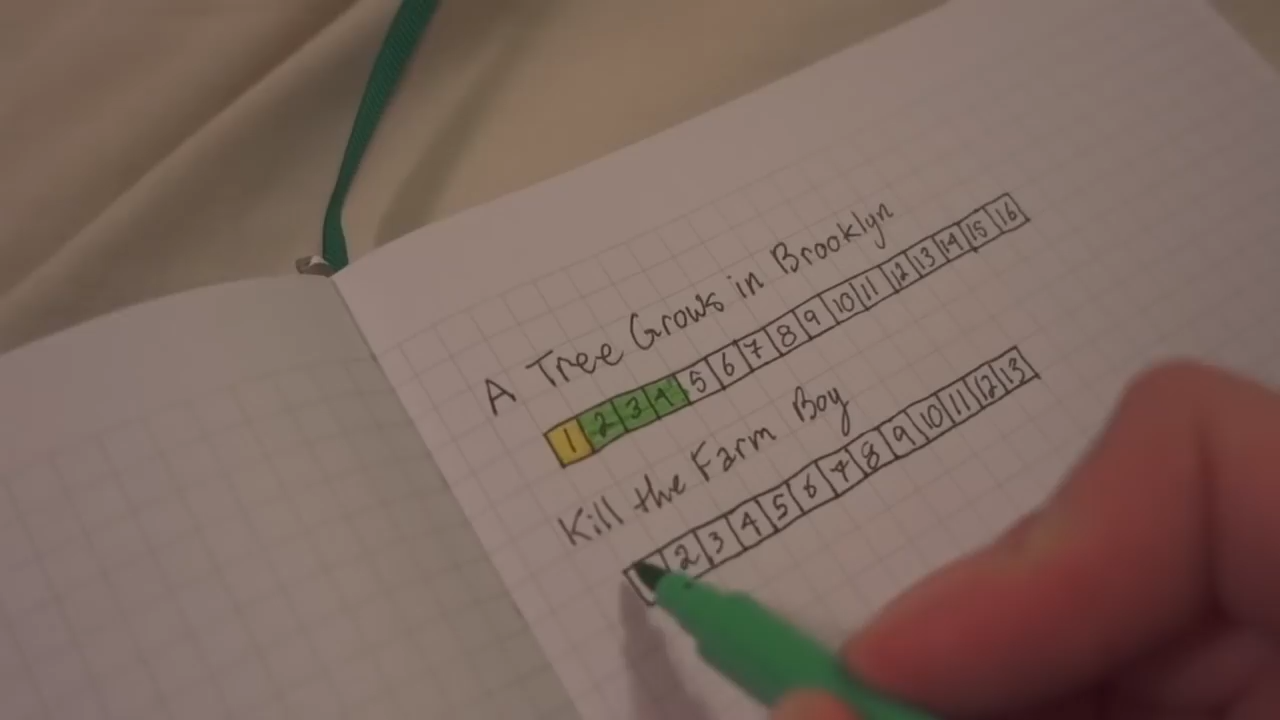 A Tree Grows in Brooklyn
1 2 3 4 5 6 7 8 9 10 11 12 13 14 15 16
Kill the Farm Boy
2 3 4 5 6 7 8 9 10 11 12 13